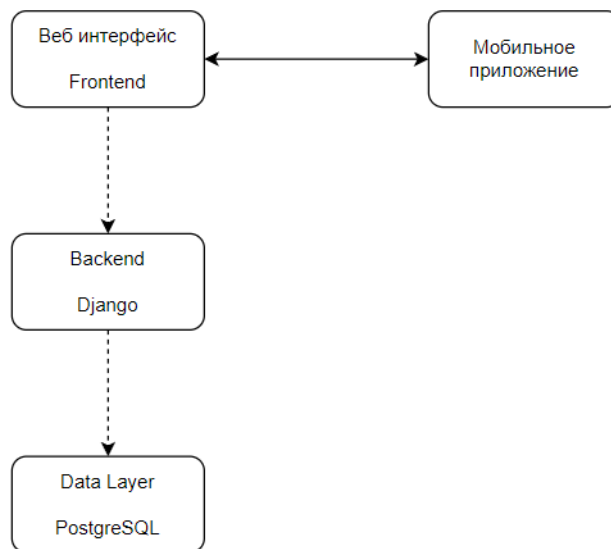 Веб интерфейс
Frontend
Мобильное
приложение
Backend
Django
Data Layer
PostgreSQL